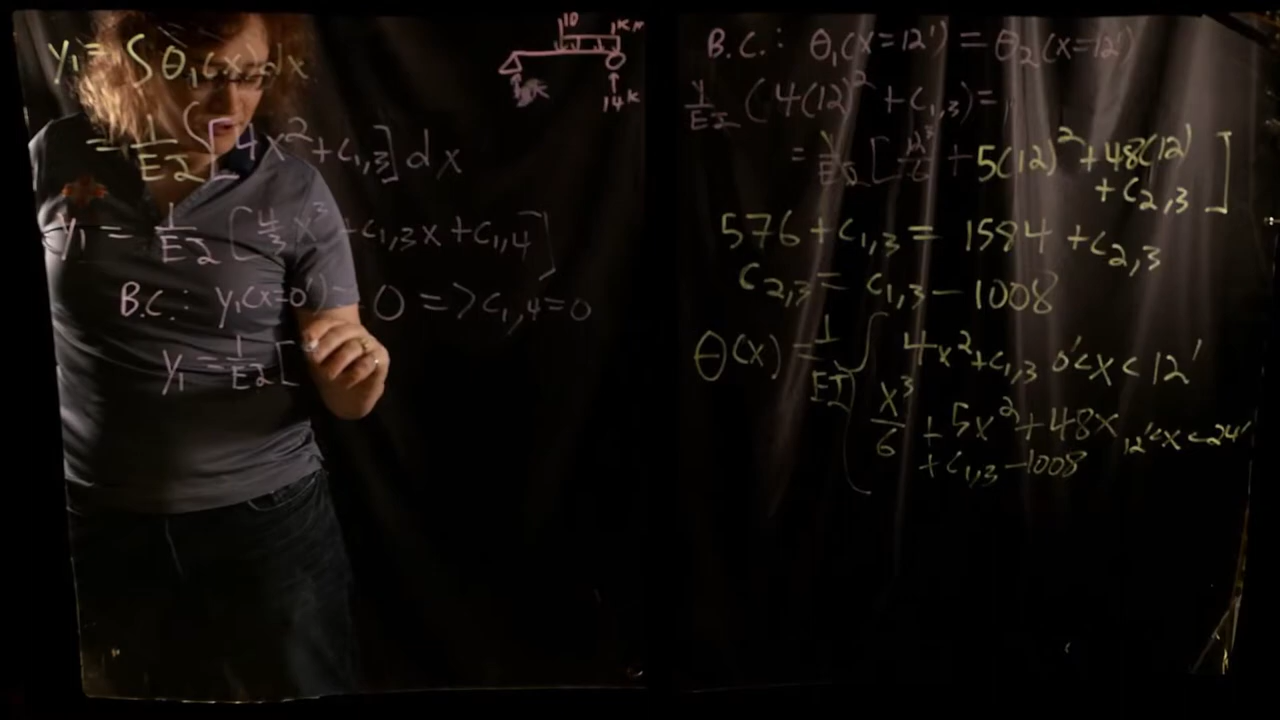 y₁ = ∫ θ₁(x) dx
= 1/EI ∫ [4x² + C₁,₃] dx
y₁ = 1/EI [4/3 x³ + C₁,₃x + C₁,₄]
B.C.: y₁(x=0') = 0 => C₁,₄ = 0
y₁ = 1/EI [
10 1K/
14K
B.C.: θ₁(x=12') = θ₂(x=12')
1/EI (4(12)² + C₁,₃) =
= 1/EI [12³/6 + 5(12)² + 48(12)
+ C₂,₃ ]
576 + C₁,₃ = 1584 + C₂,₃
C₂,₃ = C₁,₃ - 1008
θ(x) = 1/EI { 4x² + C₁,₃ 0'<x<12'
x³/6 + 5x² + 48x 12'<x<24'
+ C₁,₃ - 1008